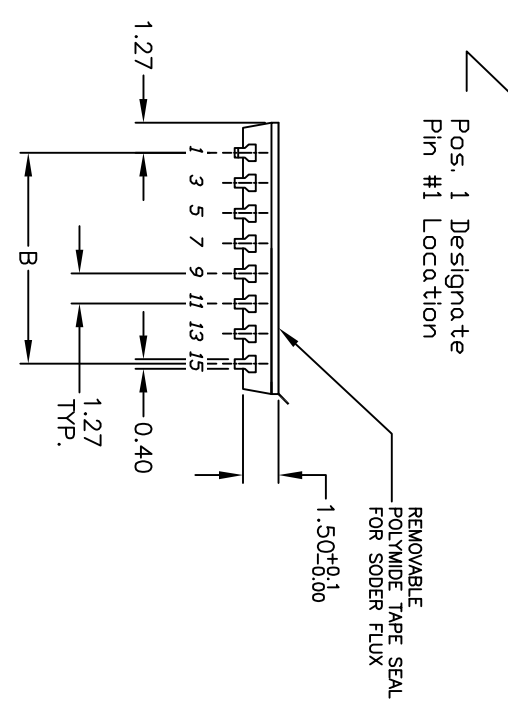 Pos. 1 Designate
Pin #1 Location
REMOVABLE
POLYMIDE TAPE SEAL
FOR SODER FLUX
1.27
1 3 5 7 9 11 13 15
B
1.27
TYP.
0.40
1.50+0.1
-0.00